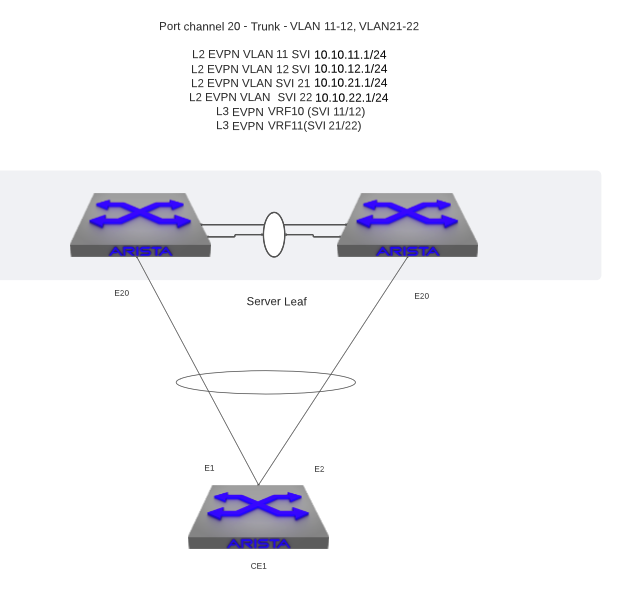 Port channel 20 - Trunk - VLAN 11-12, VLAN21-22
L2 EVPN VLAN 11 SVI 10.10.11.1/24
L2 EVPN VLAN 12 SVI 10.10.12.1/24
L2 EVPN VLAN SVI 21 10.10.21.1/24
L2 EVPN VLAN SVI 22 10.10.22.1/24
L3 EVPN VRF10 (SVI 11/12)
L3 EVPN VRF11(SVI 21/22)
ARISTA ARISTA
E20 E20
Server Leaf
E1 E2
ARISTA
CE1